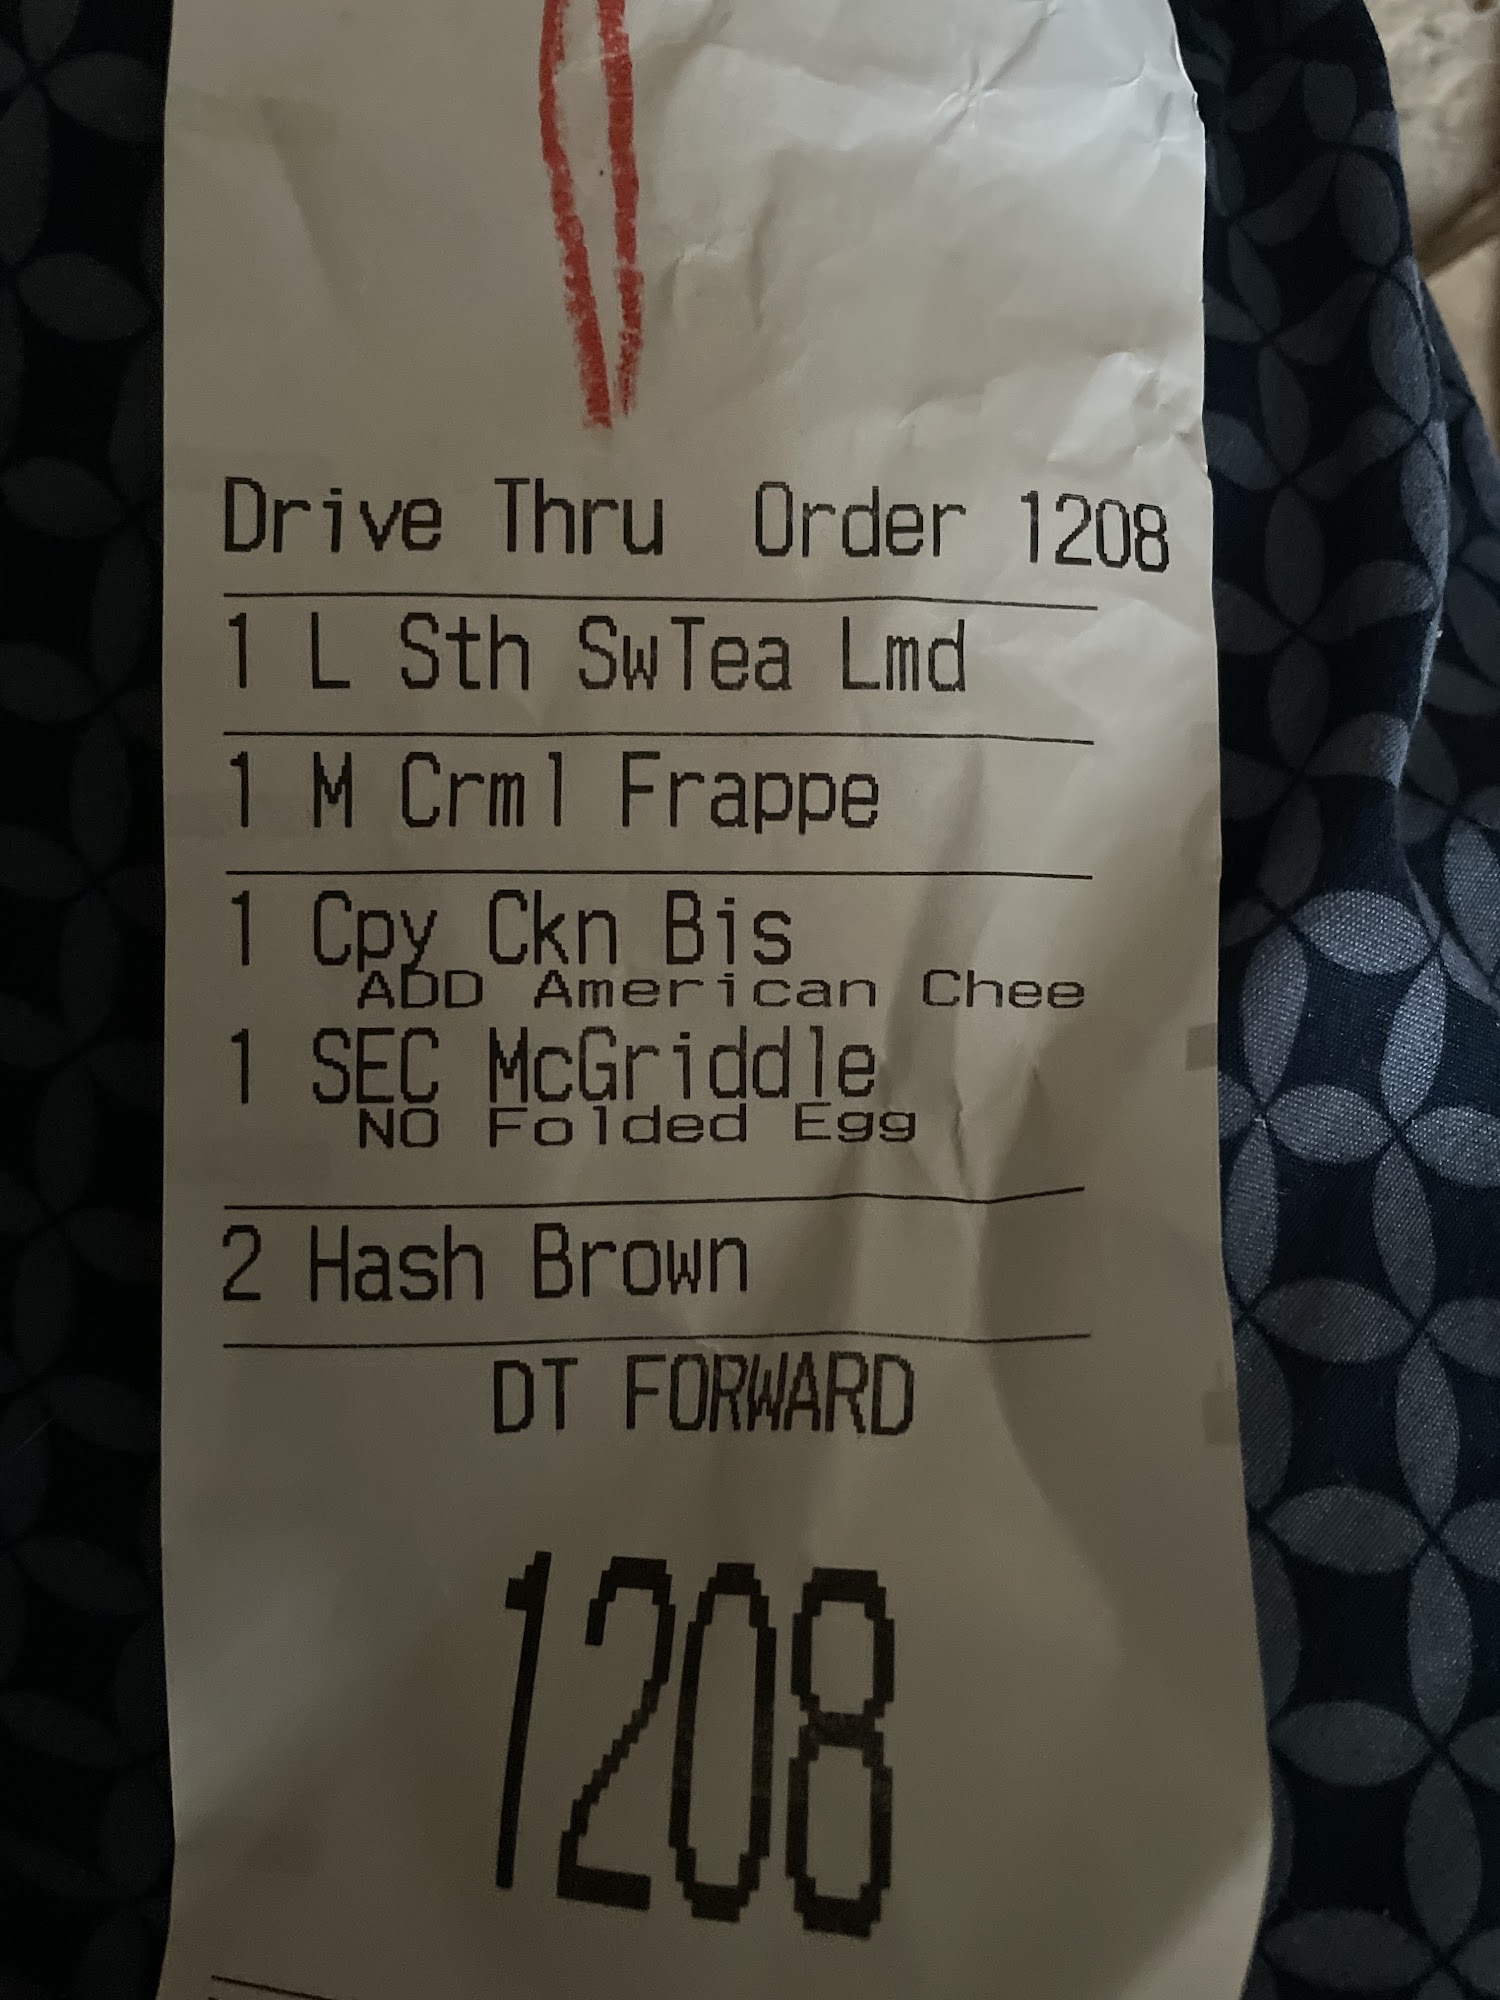 Drive Thru Order 1208
1 L Sth SwTea Lmd
1 M Crml Frappe
1 Cpy Ckn Bis
ADD American Chee
1 SEC McGriddle
NO Folded Egg
2 Hash Brown
DT FORWARD
1208